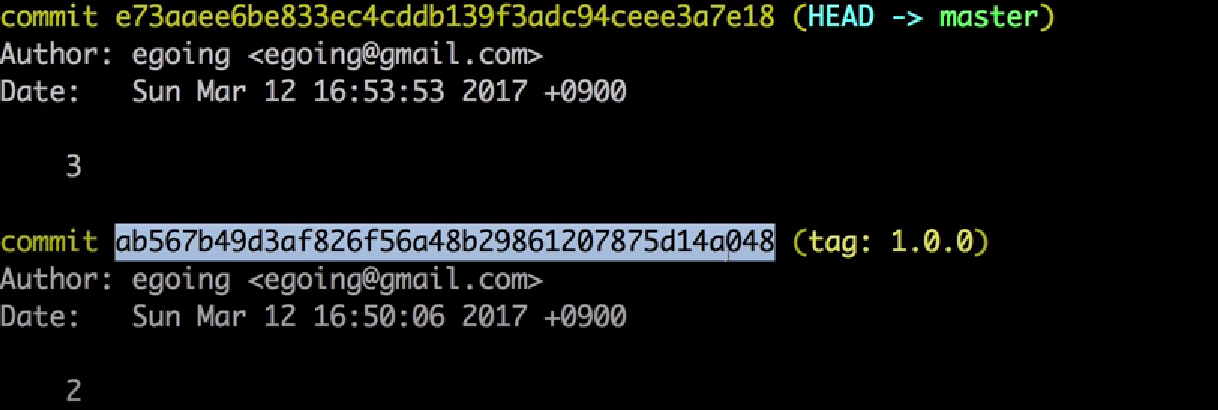 commit e73aaee6be833ec4cddb139f3adc94ceee3a7e18 (HEAD -> master)
Author: egoing <egoing@gmail.com>
Date:   Sun Mar 12 16:53:53 2017 +0900
3
commit ab567b49d3af826f56a48b29861207875d14a048 (tag: 1.0.0)
Author: egoing <egoing@gmail.com>
Date:   Sun Mar 12 16:50:06 2017 +0900
2